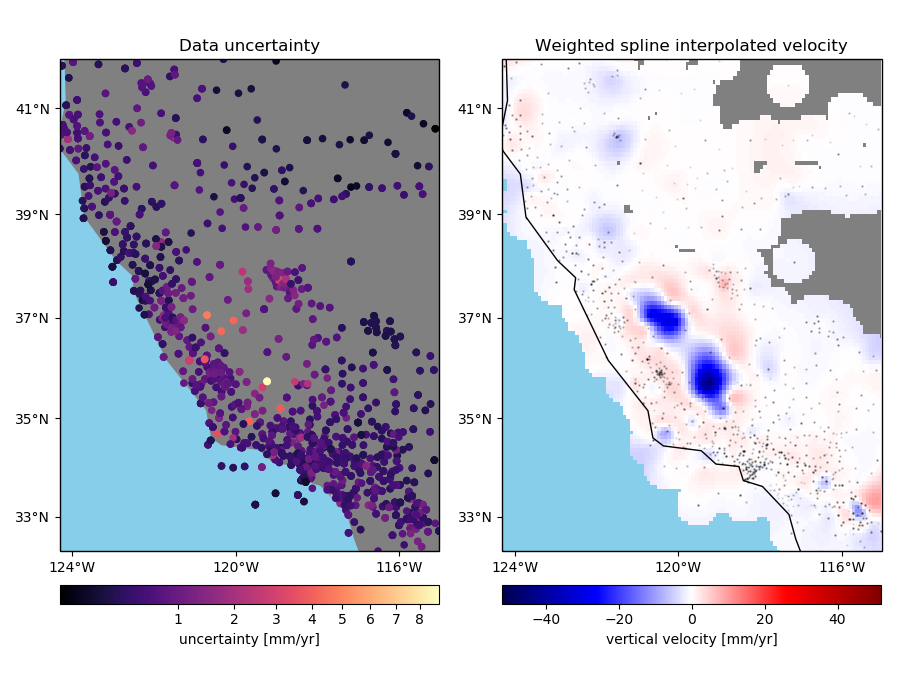 Data uncertainty
Weighted spline interpolated velocity
41°N
39°N
37°N
35°N
33°N
124°W 120°W 116°W
41°N
39°N
37°N
35°N
33°N
124°W 120°W 116°W
1 2 3 4 5 6 7 8
uncertainty [mm/yr]
−40 −20 0 20 40
vertical velocity [mm/yr]